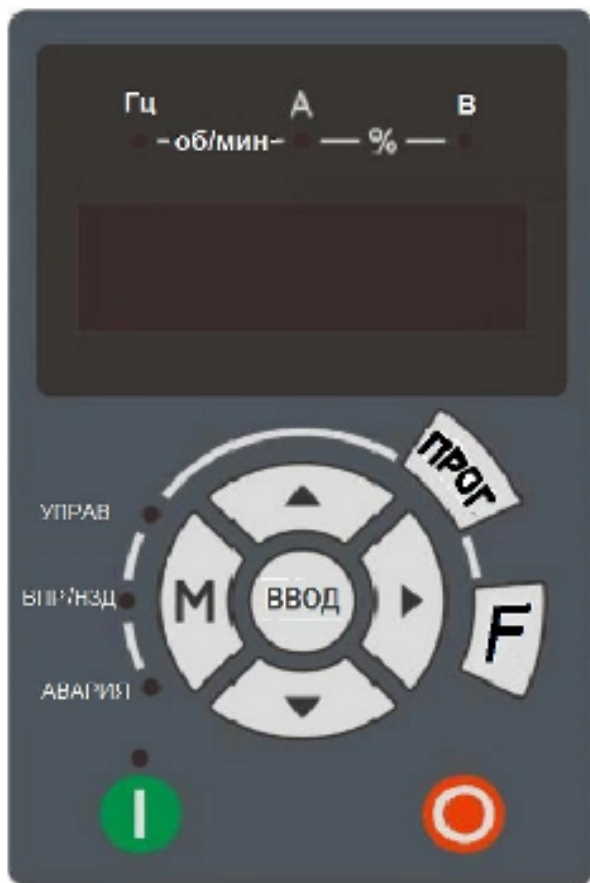 Гц А В
об/мин %
ПРОГ
УПРАВ
ВПР/НЗД М ВВОД F
АВАРИЯ
I O